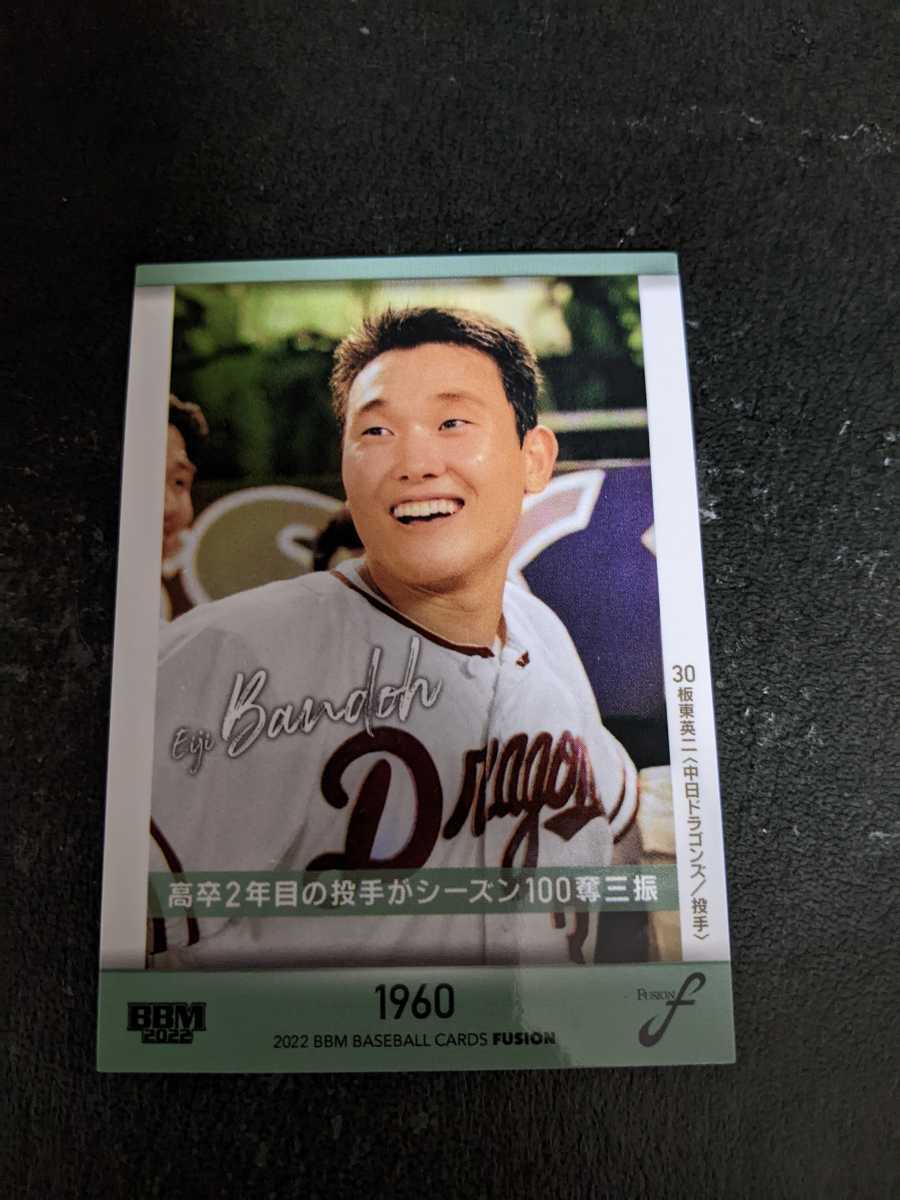 Eiji Bandoh
Dragons
30 板東英二〈中日ドラゴンズ/投手〉
高卒2年目の投手がシーズン100奪三振
1960
BBM
2022
2022 BBM BASEBALL CARDS FUSION
FUSION
f